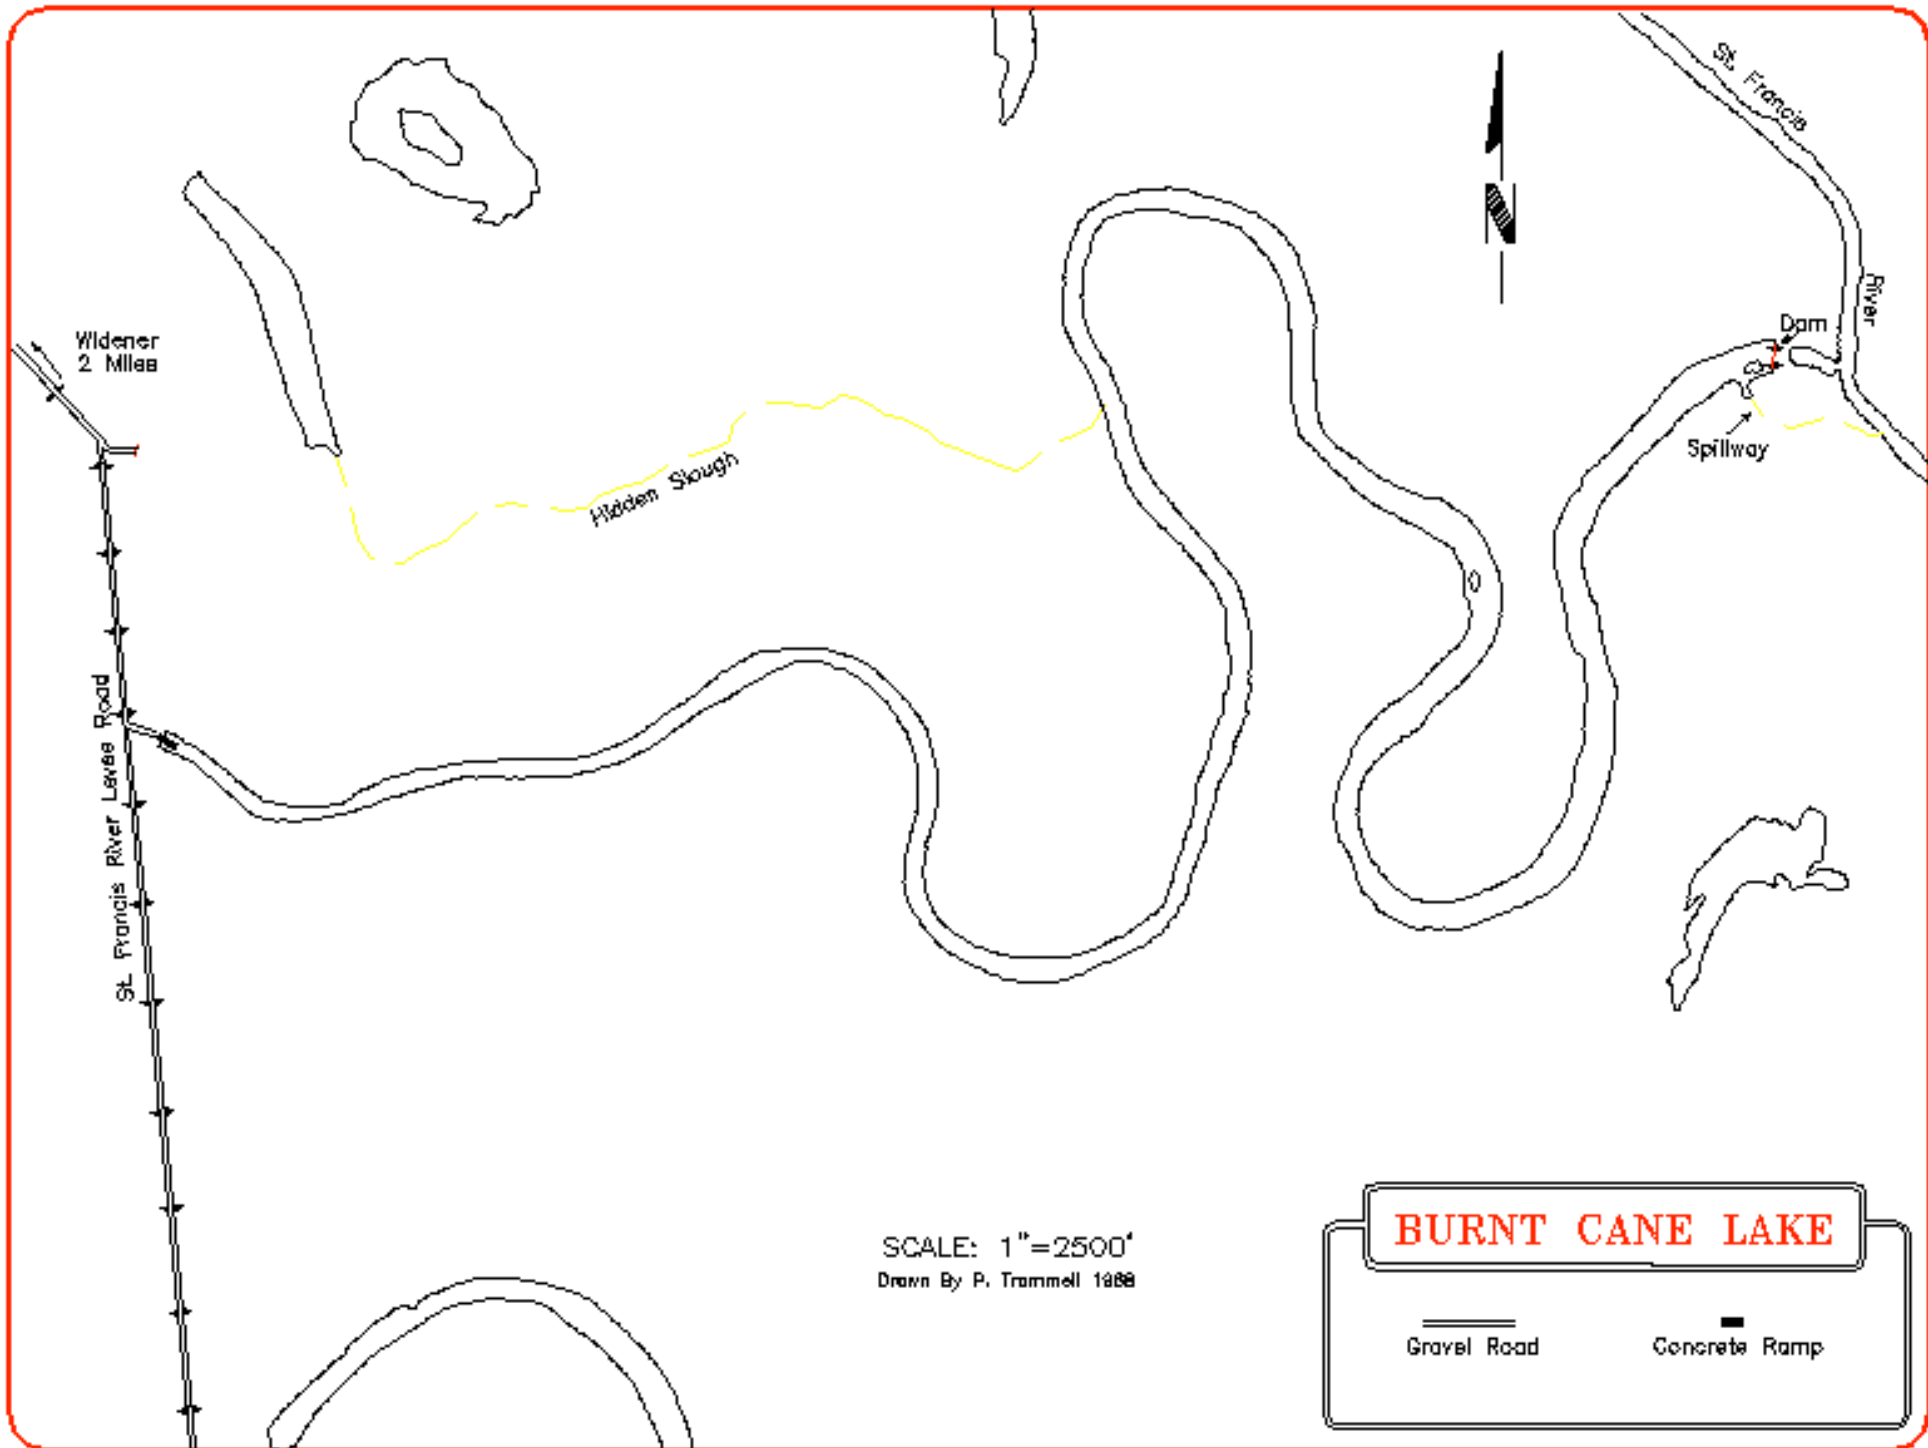 St. Francis
River
Widener
2 Miles
Dam
Spillway
Hidden Slough
St. Francis River Levee Road
N
SCALE: 1"=2500'
Drawn By P. Trammell 1988
BURNT CANE LAKE
Gravel Road
Concrete Ramp